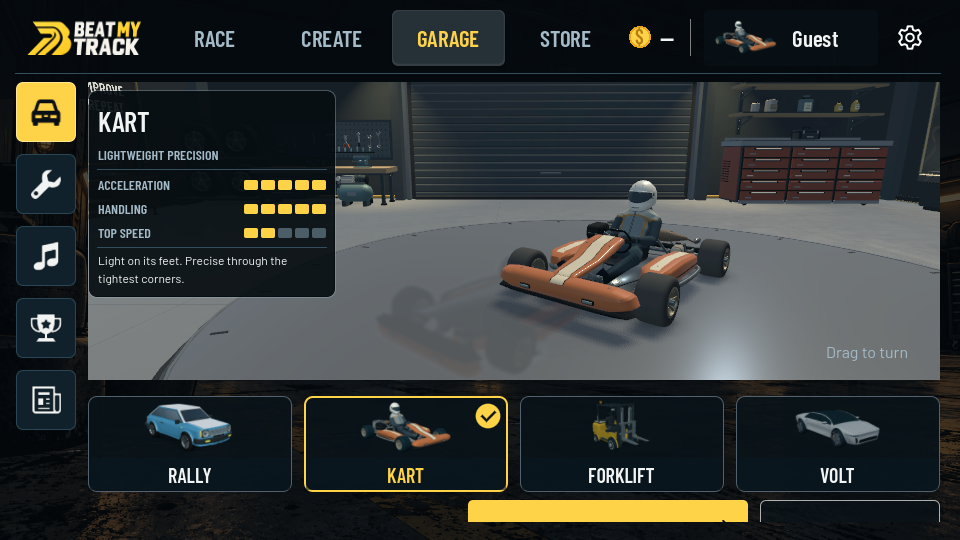 BEAT MY TRACK
RACE
CREATE
GARAGE
STORE
–
Guest
KART
LIGHTWEIGHT PRECISION
ACCELERATION
HANDLING
TOP SPEED
Light on its feet. Precise through the
tightest corners.
Drag to turn
RALLY
KART
FORKLIFT
VOLT